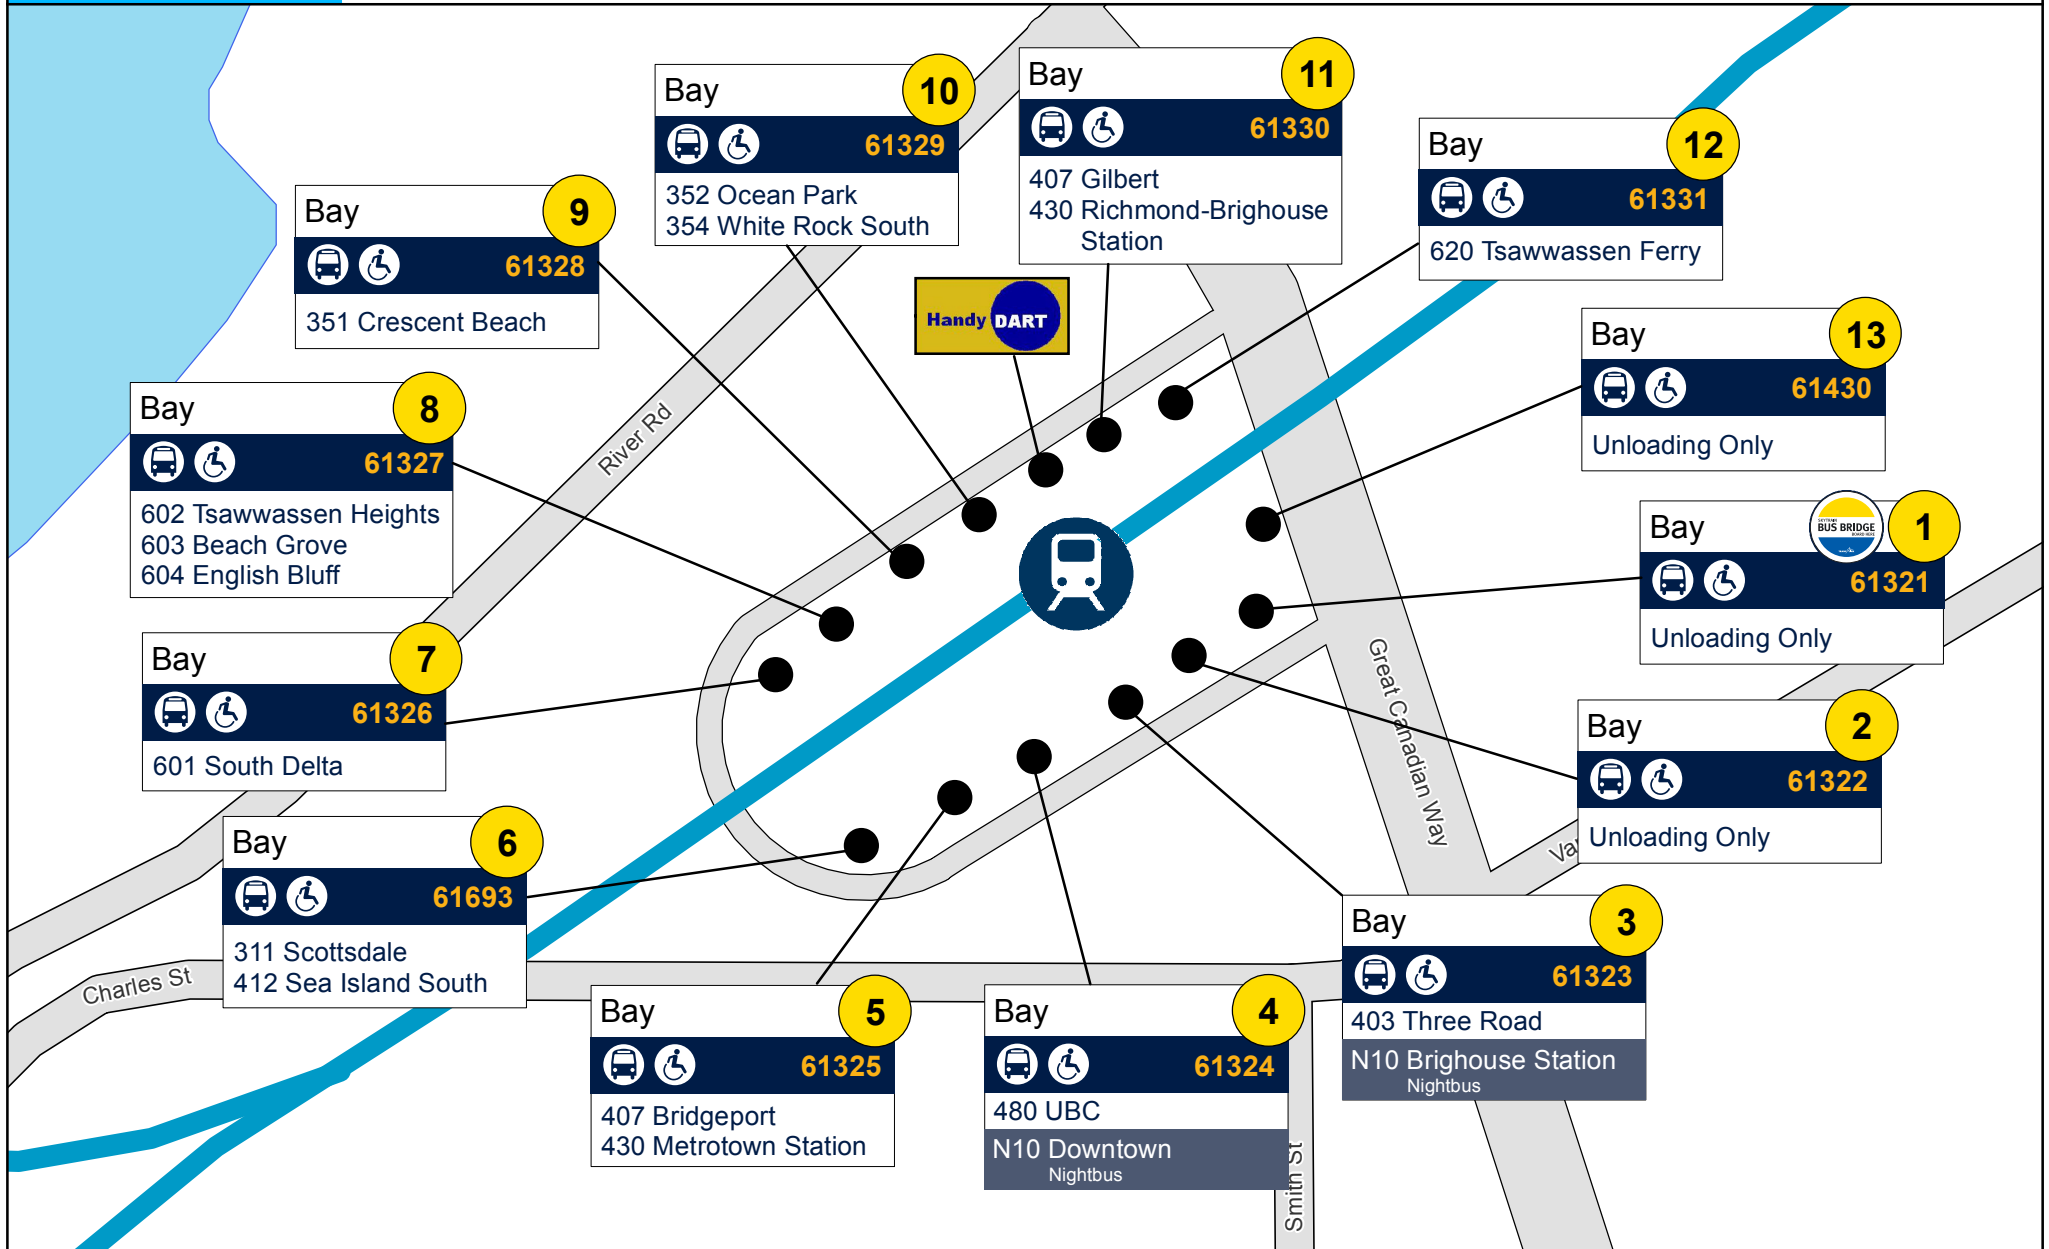 Bay 10
61329
352 Ocean Park
354 White Rock South
Bay 11
61330
407 Gilbert
430 Richmond-Brighouse
Station
Bay 12
61331
620 Tsawwassen Ferry
Bay 9
61328
351 Crescent Beach
Handy DART
Bay 13
61430
Unloading Only
Bay 8
61327
602 Tsawwassen Heights
603 Beach Grove
604 English Bluff
River Rd
Bay 1
BUS BRIDGE
61321
Unloading Only
Bay 7
61326
601 South Delta
Great Canadian Way
Bay 2
61322
Unloading Only
Bay 6
61693
311 Scottsdale
412 Sea Island South
Charles St
Bay 3
61323
403 Three Road
N10 Brighouse Station
Nightbus
Bay 5
61325
407 Bridgeport
430 Metrotown Station
Bay 4
61324
480 UBC
N10 Downtown
Nightbus
Smith St